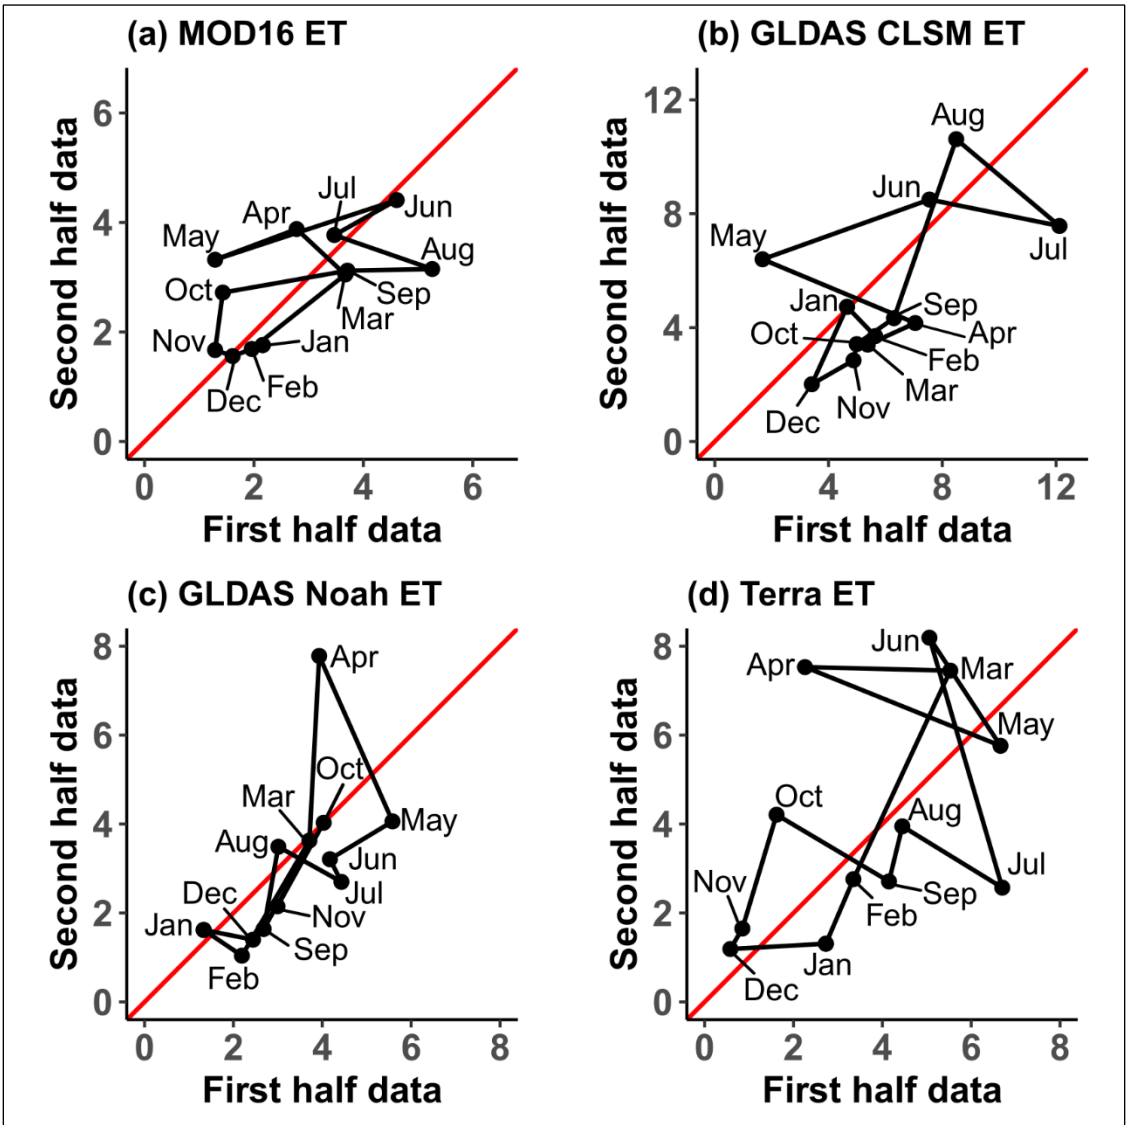 (a) MOD16 ET
Second half data
6
4
2
0
Jul
Apr
Jun
May
Aug
Oct
Sep
Mar
Nov
Jan
Feb
Dec
0 2 4 6
First half data
(b) GLDAS CLSM ET
Second half data
12
8
4
0
Aug
Jun
May
Jul
Jan
Sep
Oct
Apr
Feb
Mar
Nov
Dec
0 4 8 12
First half data
(c) GLDAS Noah ET
Second half data
8
6
4
2
0
Apr
Oct
Mar
May
Aug
Jun
Jul
Dec
Nov
Jan
Sep
Feb
0 2 4 6 8
First half data
(d) Terra ET
Second half data
8
6
4
2
0
Jun
Apr
Mar
May
Oct
Aug
Jul
Nov
Sep
Feb
Jan
Dec
0 2 4 6 8
First half data